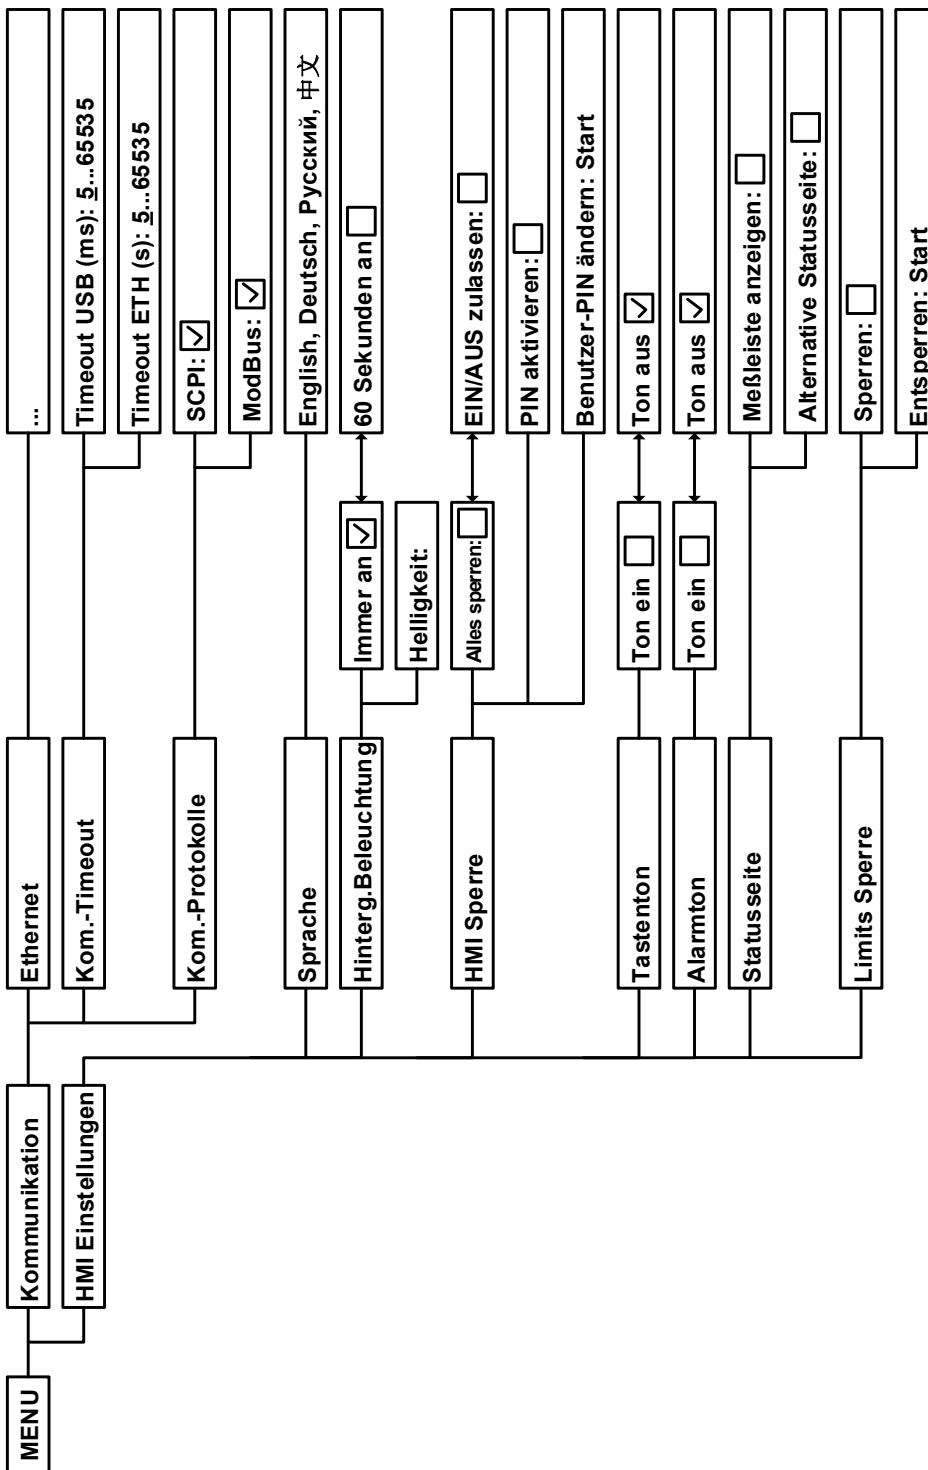 MENU
Kommunikation
Ethernet
...
Kom.-Timeout
Timeout USB (ms): 5...65535
Timeout ETH (s): 5...65535
Kom.-Protokolle
SCPI:
ModBus:
HMI Einstellungen
Sprache
English, Deutsch, Русский, 中文
Hinterg.Beleuchtung
Immer an
60 Sekunden an
Helligkeit:
HMI Sperre
Alles sperren:
EIN/AUS zulassen:
PIN aktivieren:
Benutzer-PIN ändern: Start
Tastenton
Ton ein
Ton aus
Alarmton
Ton ein
Ton aus
Statusseite
Meßleiste anzeigen:
Alternative Statusseite:
Limits Sperre
Sperren:
Entsperren: Start